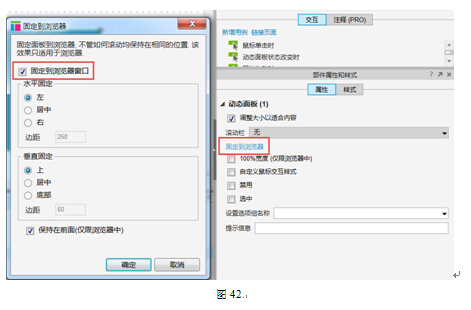 固定到浏览器
固定面板到浏览器,不管如何滚动均保持在相同的位置. 该
效果只适用于浏览器
固定到浏览器窗口
水平固定
左
居中
右
边距 260
垂直固定
上
居中
底部
边距 60
保持在前面(仅限浏览器中)
确定 取消
交互 注释 (PRO)
新增用例 链接页面
鼠标单击时
动态面板状态改变时
部件属性和样式
属性 样式
动态面板 (1)
调整大小以适合内容
滚动栏 无
固定到浏览器
100%宽度 (仅限浏览器中)
自定义鼠标交互样式
禁用
选中
设置选项组名称
提示信息
图 42.